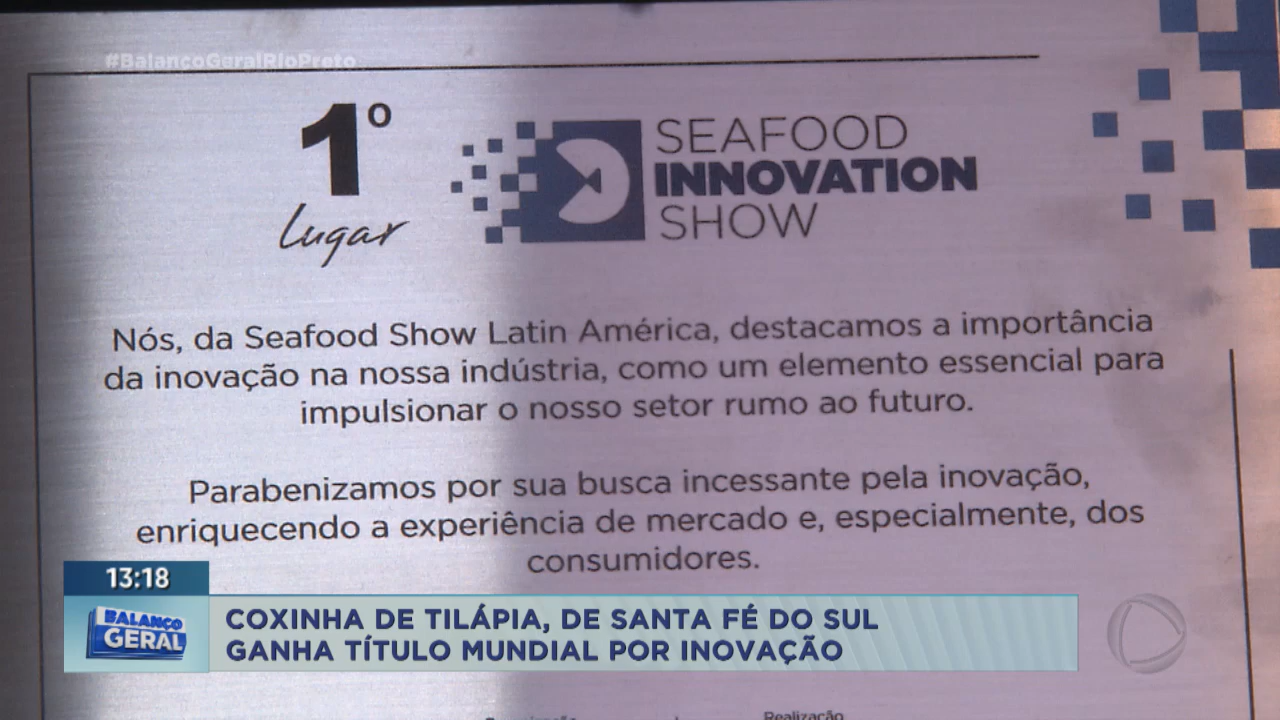 #BalançoGeralRioPreto
1º
Lugar
SEAFOOD
INNOVATION
SHOW
Nós, da Seafood Show Latin América, destacamos a importância
da inovação na nossa indústria, como um elemento essencial para
impulsionar o nosso setor rumo ao futuro.
Parabenizamos por sua busca incessante pela inovação,
enriquecendo a experiência de mercado e, especialmente, dos
consumidores.
13:18
BALANÇO
GERAL
COXINHA DE TILÁPIA, DE SANTA FÉ DO SUL
GANHA TÍTULO MUNDIAL POR INOVAÇÃO
Realização